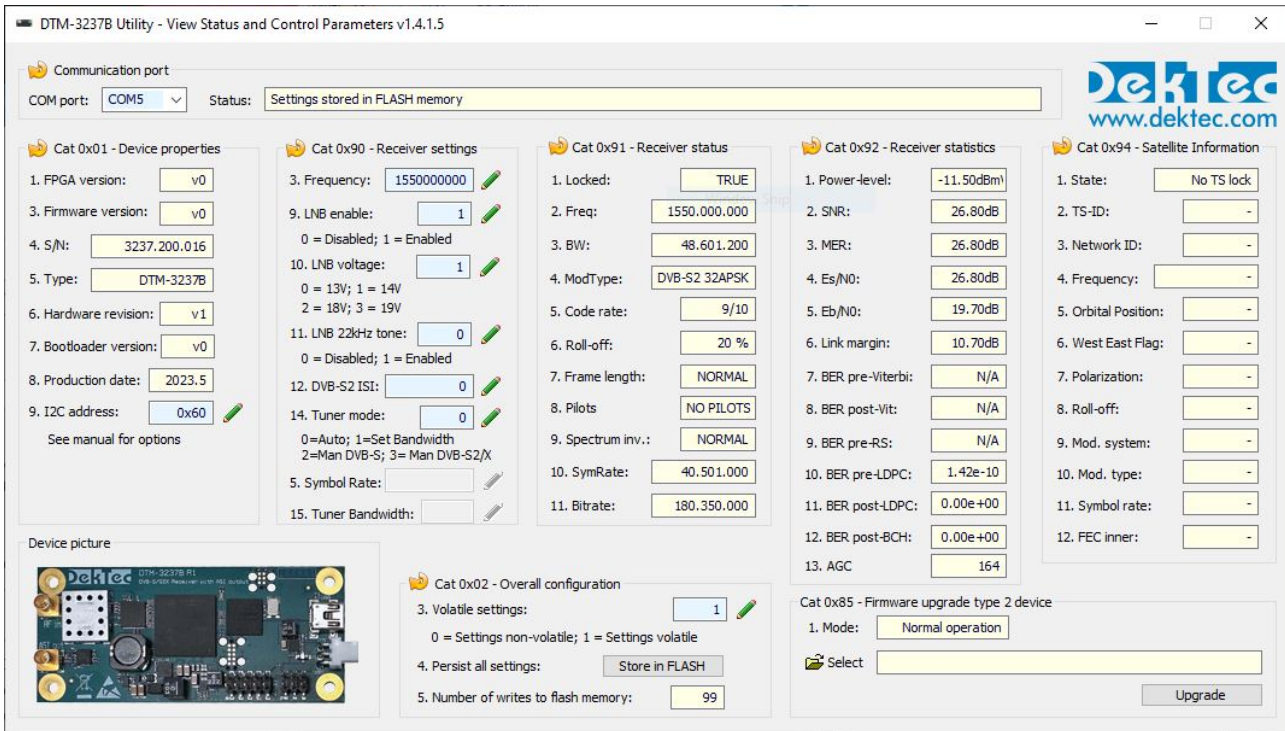 DTM-3237B Utility - View Status and Control Parameters v1.4.1.5
Communication port
COM port: COM5 Status: Settings stored in FLASH memory
DekTec
www.dektec.com
Cat 0x01 - Device properties
1. FPGA version: v0
3. Firmware version: v0
4. S/N: 3237.200.016
5. Type: DTM-3237B
6. Hardware revision: v1
7. Bootloader version: v0
8. Production date: 2023.5
9. I2C address: 0x60
See manual for options
Cat 0x90 - Receiver settings
3. Frequency: 1550000000
9. LNB enable: 1
0 = Disabled; 1 = Enabled
10. LNB voltage: 1
0 = 13V; 1 = 14V
2 = 18V; 3 = 19V
11. LNB 22kHz tone: 0
0 = Disabled; 1 = Enabled
12. DVB-S2 ISI: 0
14. Tuner mode: 0
0=Auto; 1=Set Bandwidth
2=Man DVB-S; 3= Man DVB-S2/X
5. Symbol Rate:
15. Tuner Bandwidth:
Cat 0x91 - Receiver status
1. Locked: TRUE
2. Freq: 1550.000.000
3. BW: 48.601.200
4. ModType: DVB-S2 32APSK
5. Code rate: 9/10
6. Roll-off: 20 %
7. Frame length: NORMAL
8. Pilots NO PILOTS
9. Spectrum inv.: NORMAL
10. SymRate: 40.501.000
11. Bitrate: 180.350.000
Window Snip
Cat 0x92 - Receiver statistics
1. Power-level: -11.50dBm
2. SNR: 26.80dB
3. MER: 26.80dB
4. Es/N0: 26.80dB
5. Eb/N0: 19.70dB
6. Link margin: 10.70dB
7. BER pre-Viterbi: N/A
8. BER post-Vit: N/A
9. BER pre-RS: N/A
10. BER pre-LDPC: 1.42e-10
11. BER post-LDPC: 0.00e+00
12. BER post-BCH: 0.00e+00
13. AGC 164
Cat 0x94 - Satellite Information
1. State: No TS lock
2. TS-ID: -
3. Network ID: -
4. Frequency: -
5. Orbital Position: -
6. West East Flag: -
7. Polarization: -
8. Roll-off: -
9. Mod. system: -
10. Mod. type: -
11. Symbol rate: -
12. FEC inner: -
Device picture
DekTec DTM-3237B R1
DVB-S/S2X Receiver with ASI output
Cat 0x02 - Overall configuration
3. Volatile settings: 1
0 = Settings non-volatile; 1 = Settings volatile
4. Persist all settings: Store in FLASH
5. Number of writes to flash memory: 99
Cat 0x85 - Firmware upgrade type 2 device
1. Mode: Normal operation
Select
Upgrade